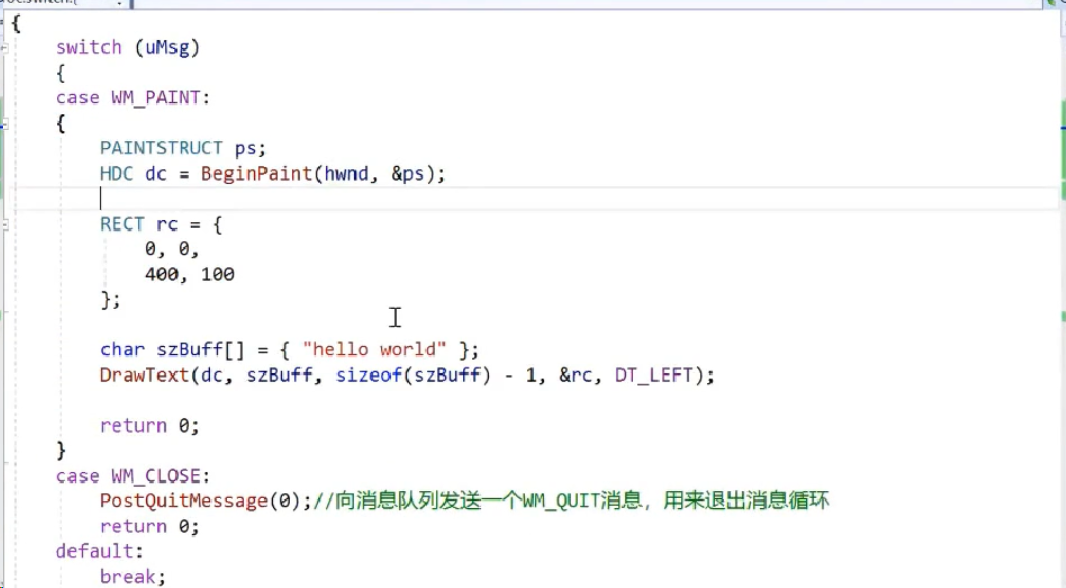 {
switch (uMsg)
{
case WM_PAINT:
{
PAINTSTRUCT ps;
HDC dc = BeginPaint(hwnd, &ps);
RECT rc = {
0, 0,
400, 100
};
char szBuff[] = { "hello world" };
DrawText(dc, szBuff, sizeof(szBuff) - 1, &rc, DT_LEFT);
return 0;
}
case WM_CLOSE:
PostQuitMessage(0);//向消息队列发送一个WM_QUIT消息，用来退出消息循环
return 0;
default:
break;